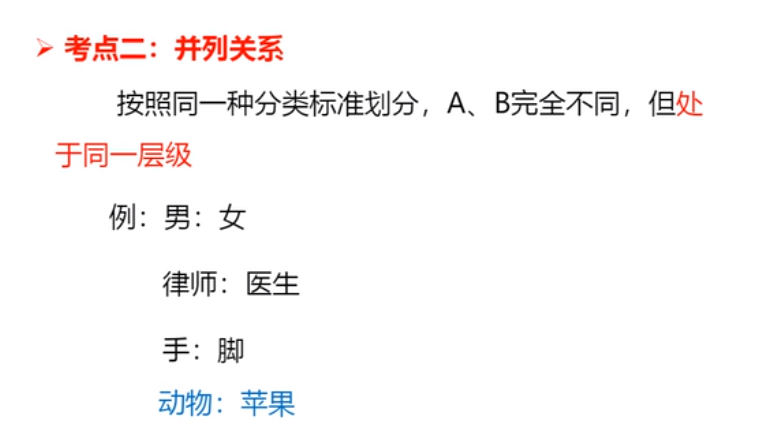 ➢ 考点二：并列关系
按照同一种分类标准划分，A、B完全不同，但处
于同一层级
例：男：女
律师：医生
手：脚
动物：苹果